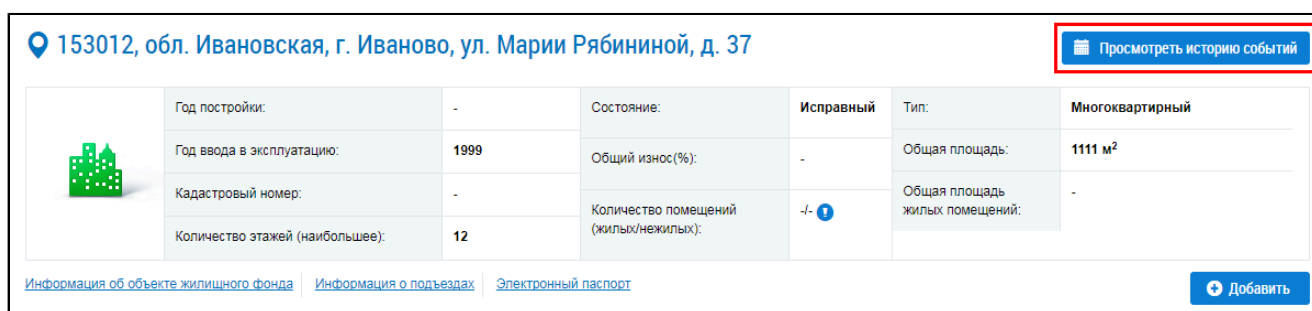 153012, обл. Ивановская, г. Иваново, ул. Марии Рябининой, д. 37
Просмотреть историю событий
Год постройки: -
Год ввода в эксплуатацию: 1999
Кадастровый номер: -
Количество этажей (наибольшее): 12
Состояние: Исправный
Общий износ(%): -
Количество помещений
(жилых/нежилых): -/-
Тип: Многоквартирный
Общая площадь: 1111 м²
Общая площадь
жилых помещений: -
Информация об объекте жилищного фонда Информация о подъездах Электронный паспорт
Добавить